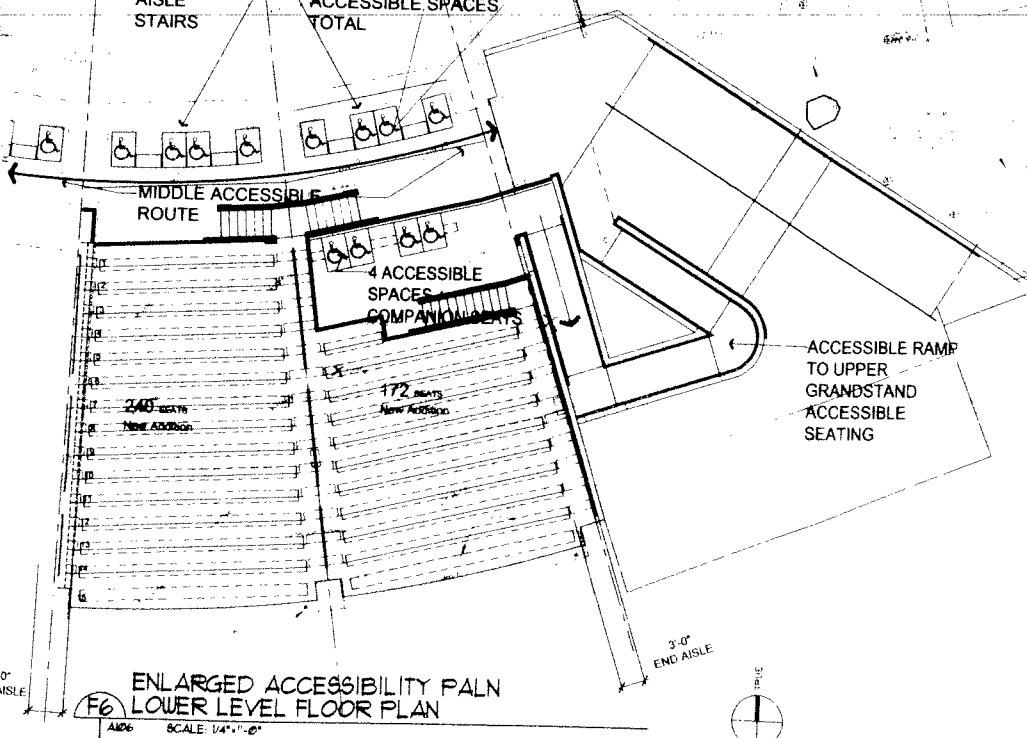 AISLE
STAIRS
ACCESSIBLE SPACES
TOTAL
MIDDLE ACCESSIBLE
ROUTE
4 ACCESSIBLE
SPACES
COMPANION SEATS
240 SEATS
New Addition
172 SEATS
New Addition
ACCESSIBLE RAMP
TO UPPER
GRANDSTAND
ACCESSIBLE
SEATING
3'-0"
END AISLE
AISLE
ENLARGED ACCESSIBILITY PALN
LOWER LEVEL FLOOR PLAN
F6
A106
SCALE: 1/4"=1'-0"
TRUE